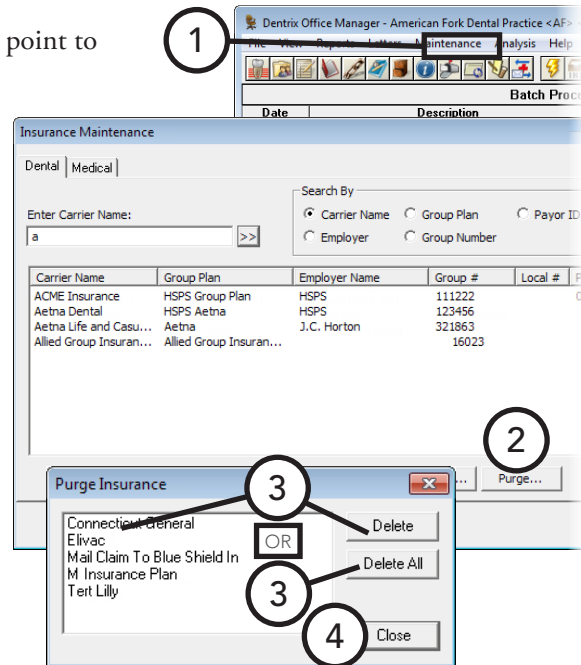 point to
1
Dentrix Office Manager - American Fork Dental Practice <AF>
File View Reports Letters Maintenance Analysis Help
Batch Proc
Date Description
Insurance Maintenance
Dental Medical
Search By
Enter Carrier Name:
Carrier Name Group Plan Payor ID
a >>
Employer Group Number
Carrier Name Group Plan Employer Name Group # Local #
ACME Insurance HSPS Group Plan HSPS 111222
Aetna Dental HSPS Aetna HSPS 123456
Aetna Life and Casu... Aetna J.C. Horton 321863
Allied Group Insuran... Allied Group Insuran... 16023
2
... Purge...
Purge Insurance
3
Connecticut General
Elivac
Mail Claim To Blue Shield In
M Insurance Plan
Tert Lilly
OR
Delete
Delete All
3
4
Close